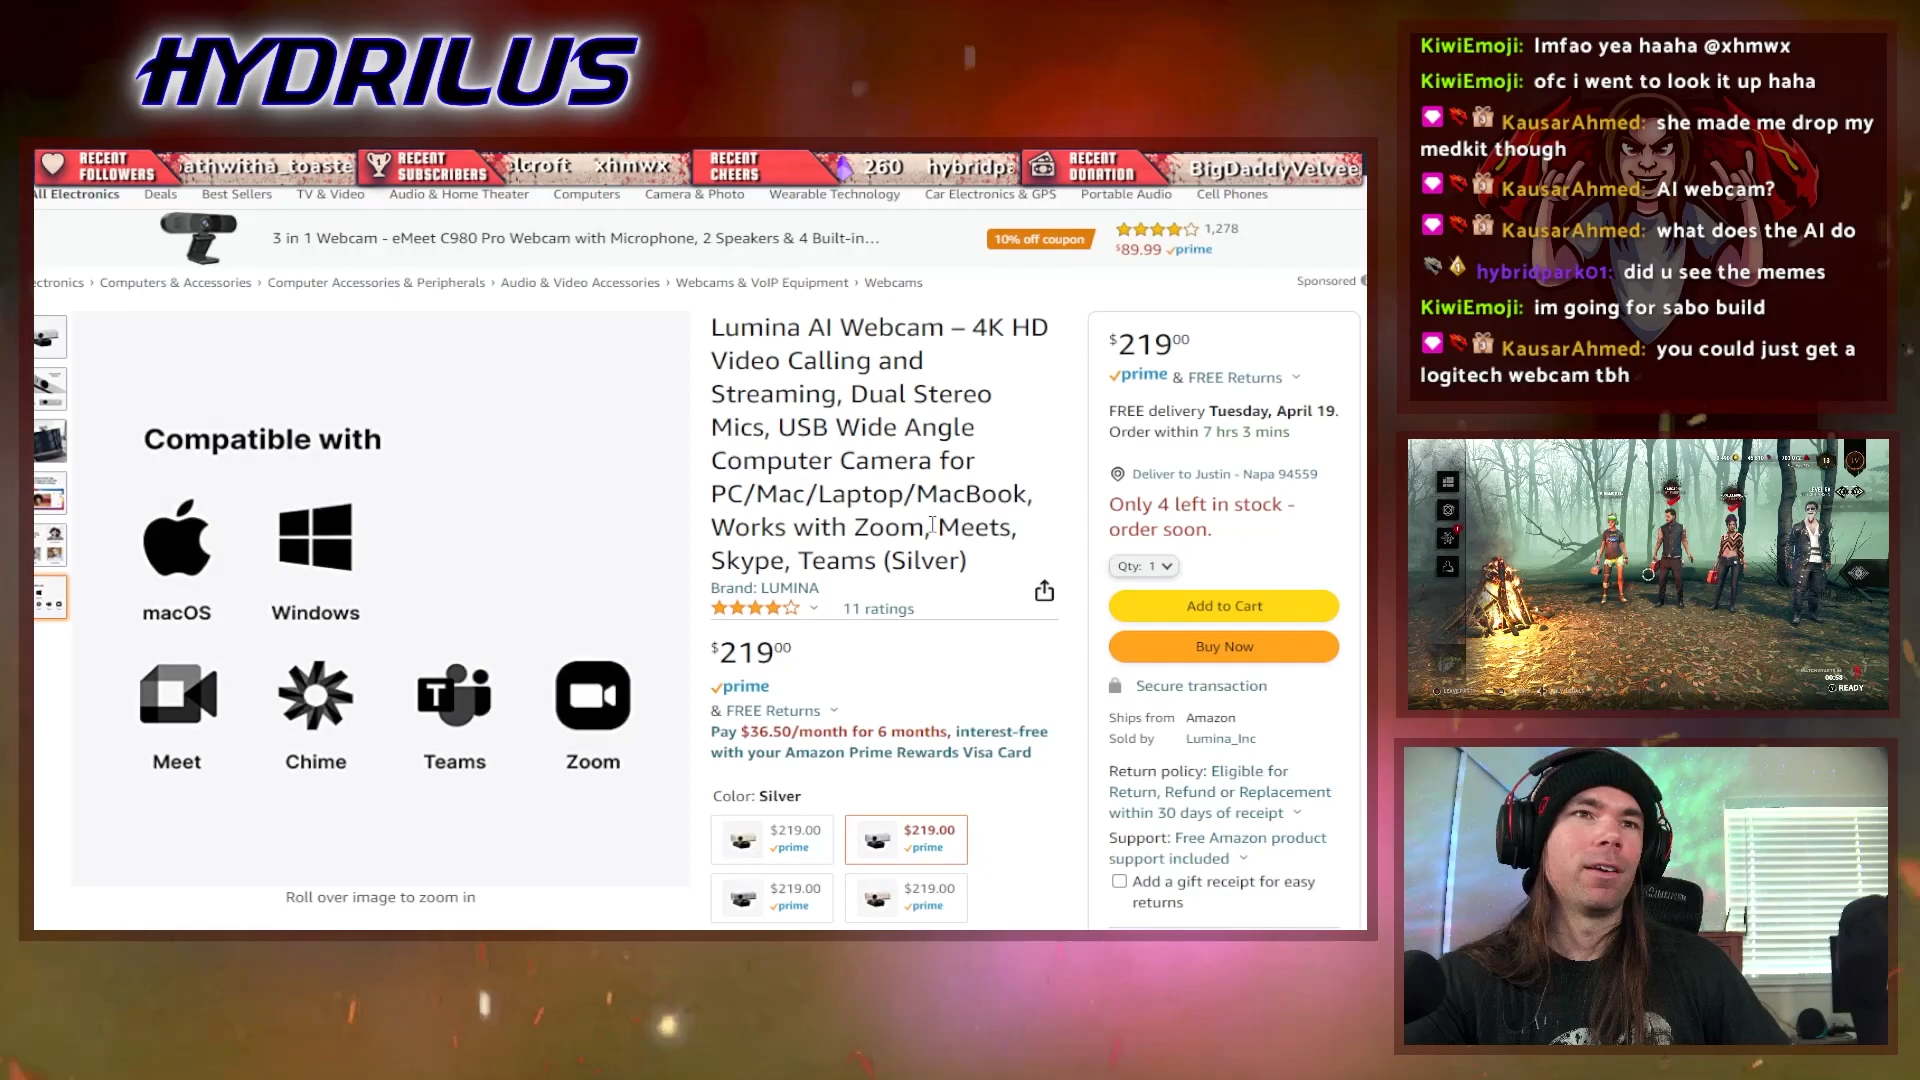 HYDRILUS
RECENT FOLLOWERS
athwitha_toaste
RECENT SUBSCRIBERS
lcroft xhmwx
RECENT CHEERS
260 hybridpa
RECENT DONATION
BigDaddyVelvee
All Electronics Deals Best Sellers TV & Video Audio & Home Theater Computers Camera & Photo Wearable Technology Car Electronics & GPS Portable Audio Cell Phones
3 in 1 Webcam - eMeet C980 Pro Webcam with Microphone, 2 Speakers & 4 Built-in...
10% off coupon
1,278
$89.99 prime
ectronics › Computers & Accessories › Computer Accessories & Peripherals › Audio & Video Accessories › Webcams & VoIP Equipment › Webcams
Sponsored
Compatible with
macOS Windows
Meet Chime Teams Zoom
Roll over image to zoom in
Lumina AI Webcam – 4K HD
Video Calling and
Streaming, Dual Stereo
Mics, USB Wide Angle
Computer Camera for
PC/Mac/Laptop/MacBook,
Works with Zoom, Meets,
Skype, Teams (Silver)
Brand: LUMINA
11 ratings
$219.00
prime
& FREE Returns
Pay $36.50/month for 6 months, interest-free
with your Amazon Prime Rewards Visa Card
Color: Silver
$219.00
prime
$219.00
prime
$219.00
prime
$219.00
prime
$219.00
prime & FREE Returns
FREE delivery Tuesday, April 19.
Order within 7 hrs 3 mins
Deliver to Justin - Napa 94559
Only 4 left in stock -
order soon.
Qty: 1
Add to Cart
Buy Now
Secure transaction
Ships from Amazon
Sold by Lumina_Inc
Return policy: Eligible for
Return, Refund or Replacement
within 30 days of receipt
Support: Free Amazon product
support included
Add a gift receipt for easy
returns
KiwiEmoji: lmfao yea haaha @xhmwx
KiwiEmoji: ofc i went to look it up haha
KausarAhmed: she made me drop my
medkit though
KausarAhmed: AI webcam?
KausarAhmed: what does the AI do
hybridpark01: did u see the memes
KiwiEmoji: im going for sabo build
KausarAhmed: you could just get a
logitech webcam tbh
00:58
READY